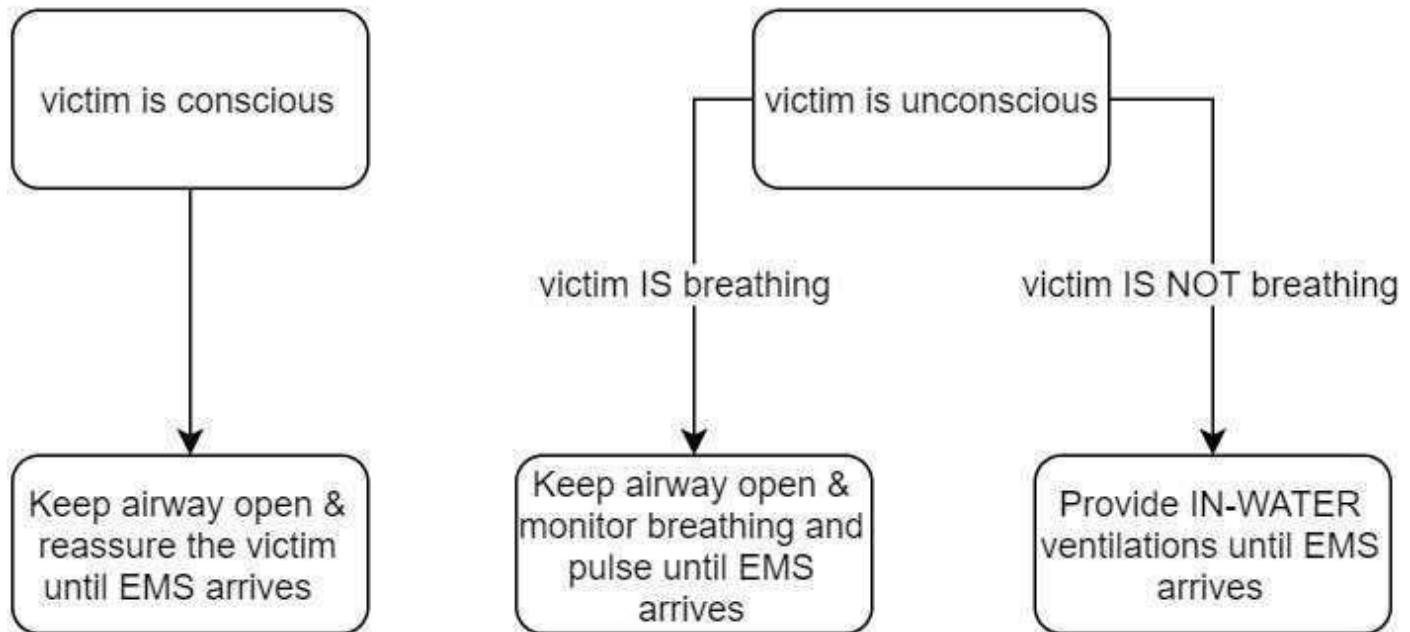 victim is conscious
victim is unconscious
victim IS breathing
victim IS NOT breathing
Keep airway open &
reassure the victim
until EMS arrives
Keep airway open &
monitor breathing and
pulse until EMS
arrives
Provide IN-WATER
ventilations until EMS
arrives